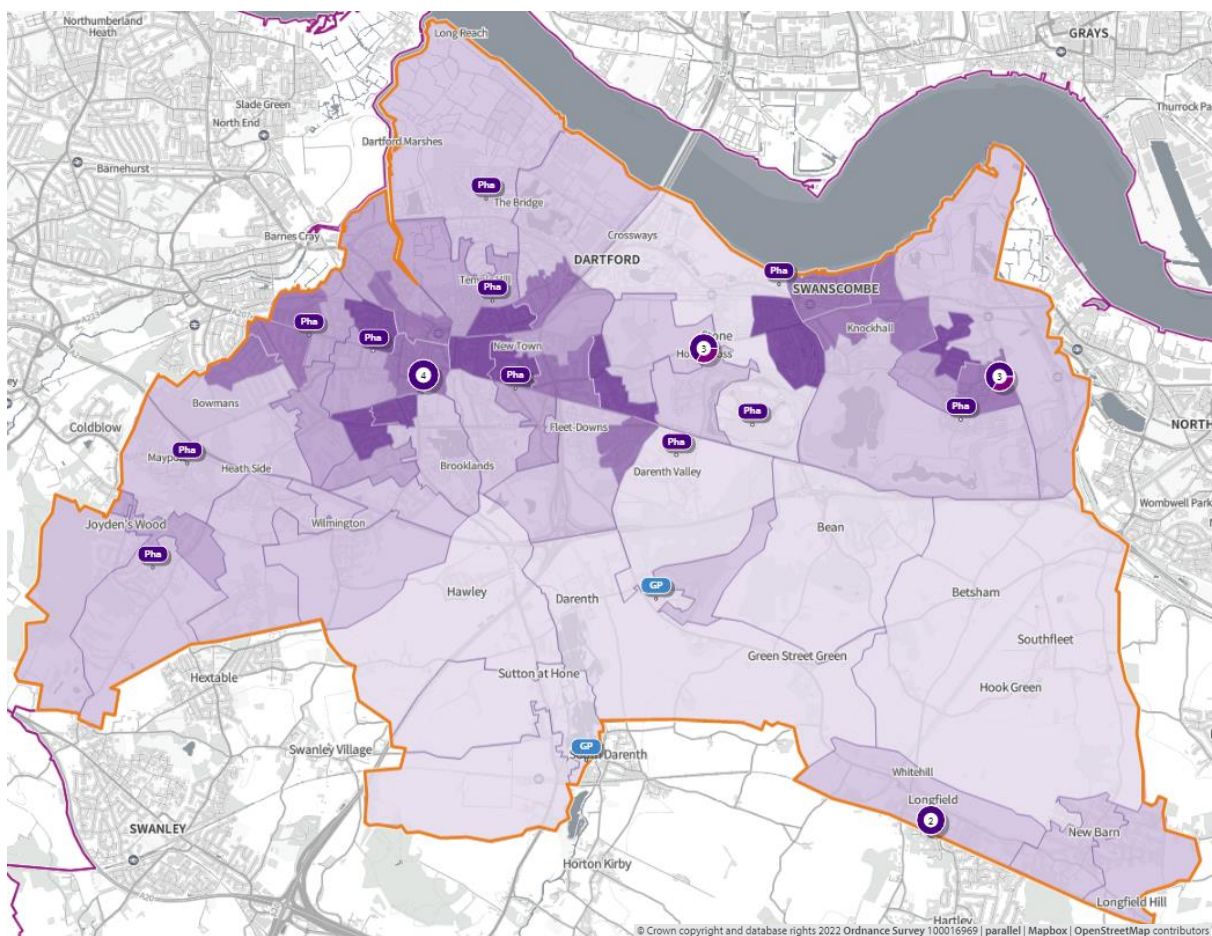 Northumberland
Heath
Long Reach
GRAYS
Slade Green
North End
Thurrock Pa
Dartford Marshes
Barnehurst
Pha
The Bridge
Barnes Cray
Crossways
DARTFORD
Pha
Pha
SWANSCOMBE
Pha
Pha
Knockhall
New Town
3
4
Pha
3
Bowmans
Pha
Pha
Coldblow
NORTH
Fleet-Downs
Pha
Pha
Heath Side
Brooklands
Darenth Valley
Wombwell Park
Joyden's Wood
Wilmington
Bean
Pha
GP
Hawley
Darenth
Betsham
Southfleet
Green Street Green
Hextable
Sutton at Hone
Hook Green
Swanley Village
GP
Darenth
Whitehill
Longfield
2
SWANLEY
New Barn
Horton Kirby
Longfield Hill
Hartley
© Crown copyright and database rights 2022 Ordnance Survey 100016969 | parallel | Mapbox | OpenStreetMap contributors